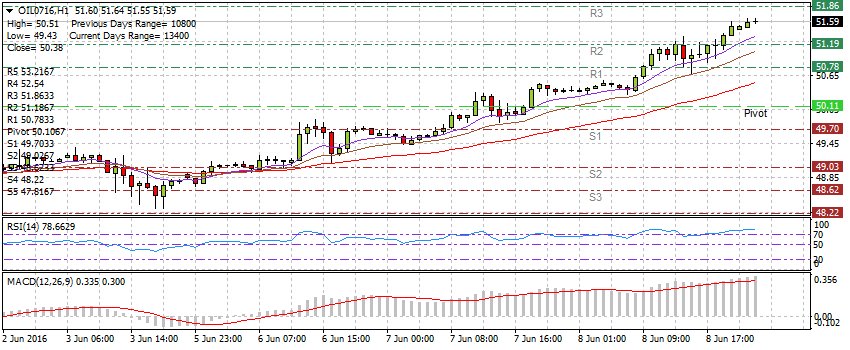 OIL0716,H1 51.60 51.64 51.55 51.59
High= 50.51 Previous Days Range= 10800
Low= 49.43 Current Days Range= 13400
Close= 50.38
R5 53.2167
R4 52.54
R3 51.8633
R2 51.1867
R1 50.7833
Pivot 50.1067
S1 49.7033
S4 48.22
S5 47.8167
R3
R2
R1
Pivot
S1
S2
S3
51.86
51.59
51.19
50.78
50.65
50.11
49.70
49.45
49.03
48.85
48.62
48.22
RSI(14) 78.6629
100
70
50
20
0
MACD(12,26,9) 0.335 0.300
0.356
0.00
-0.102
2 Jun 2016 3 Jun 06:00 3 Jun 14:00 5 Jun 23:00 6 Jun 07:00 6 Jun 15:00 7 Jun 00:00 7 Jun 08:00 7 Jun 16:00 8 Jun 01:00 8 Jun 09:00 8 Jun 17:00